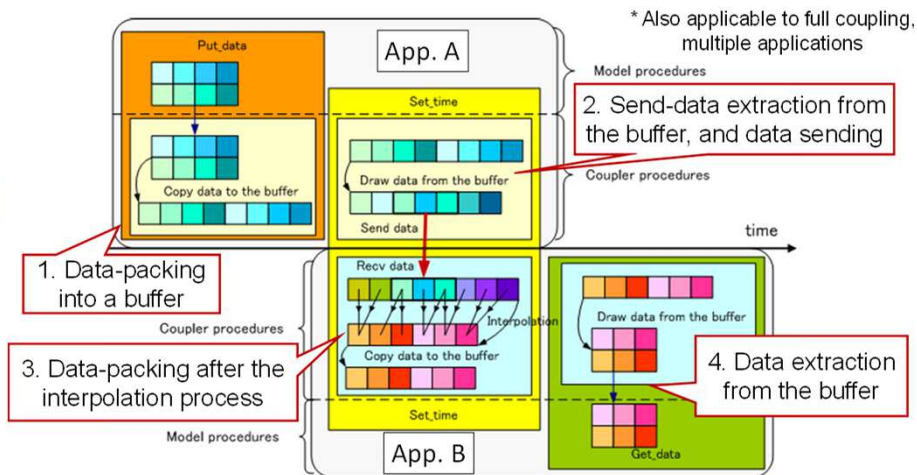 * Also applicable to full coupling,
multiple applications
Put_data
App. A
Model procedures
Set_time
2. Send-data extraction from
the buffer, and data sending
Copy data to the buffer
Draw data from the buffer
Coupler procedures
Send data
time
1. Data-packing
into a buffer
Recv data
Draw data from the buffer
Interpolation
Coupler procedures
Copy data to the buffer
3. Data-packing after the
interpolation process
4. Data extraction
from the buffer
Set_time
Model procedures
App. B
Get_data